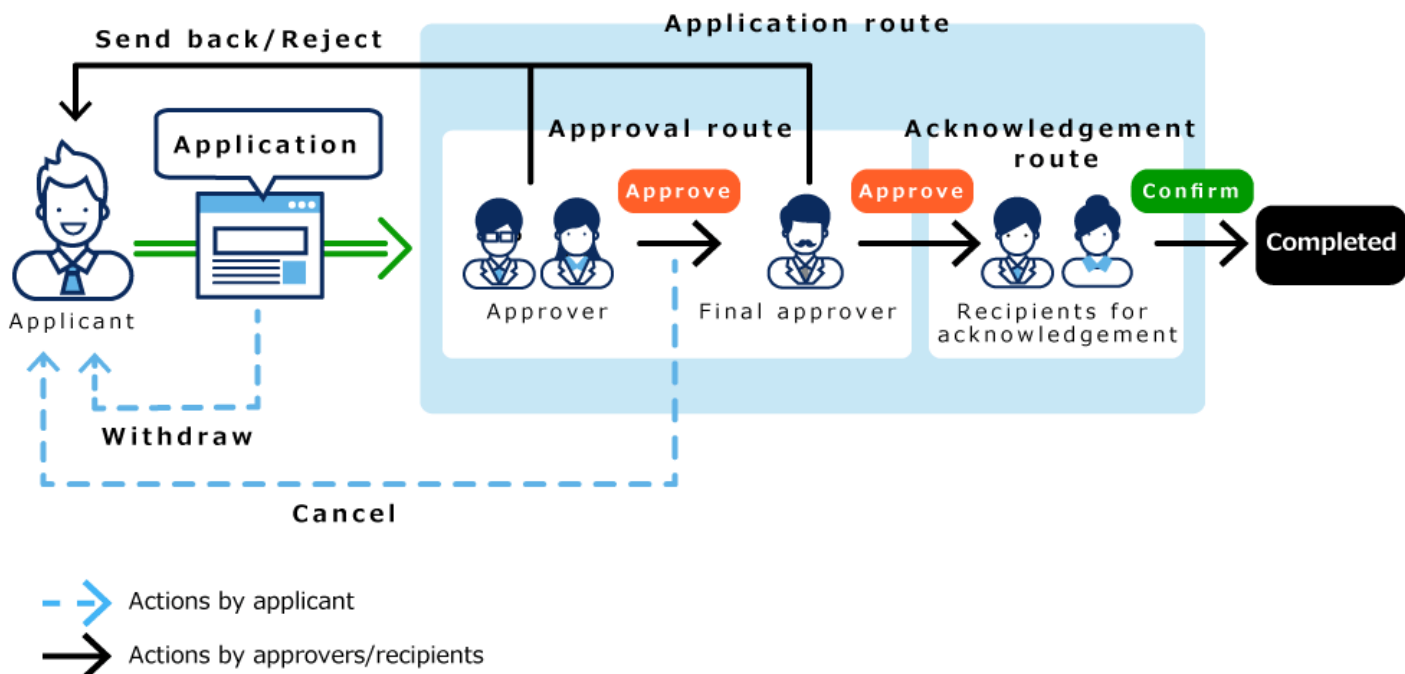 Application route
Send back/Reject
Approval route
Acknowledgement
route
Application
Approve
Approve
Confirm
Completed
Applicant
Approver
Final approver
Recipients for
acknowledgement
Withdraw
Cancel
Actions by applicant
Actions by approvers/recipients